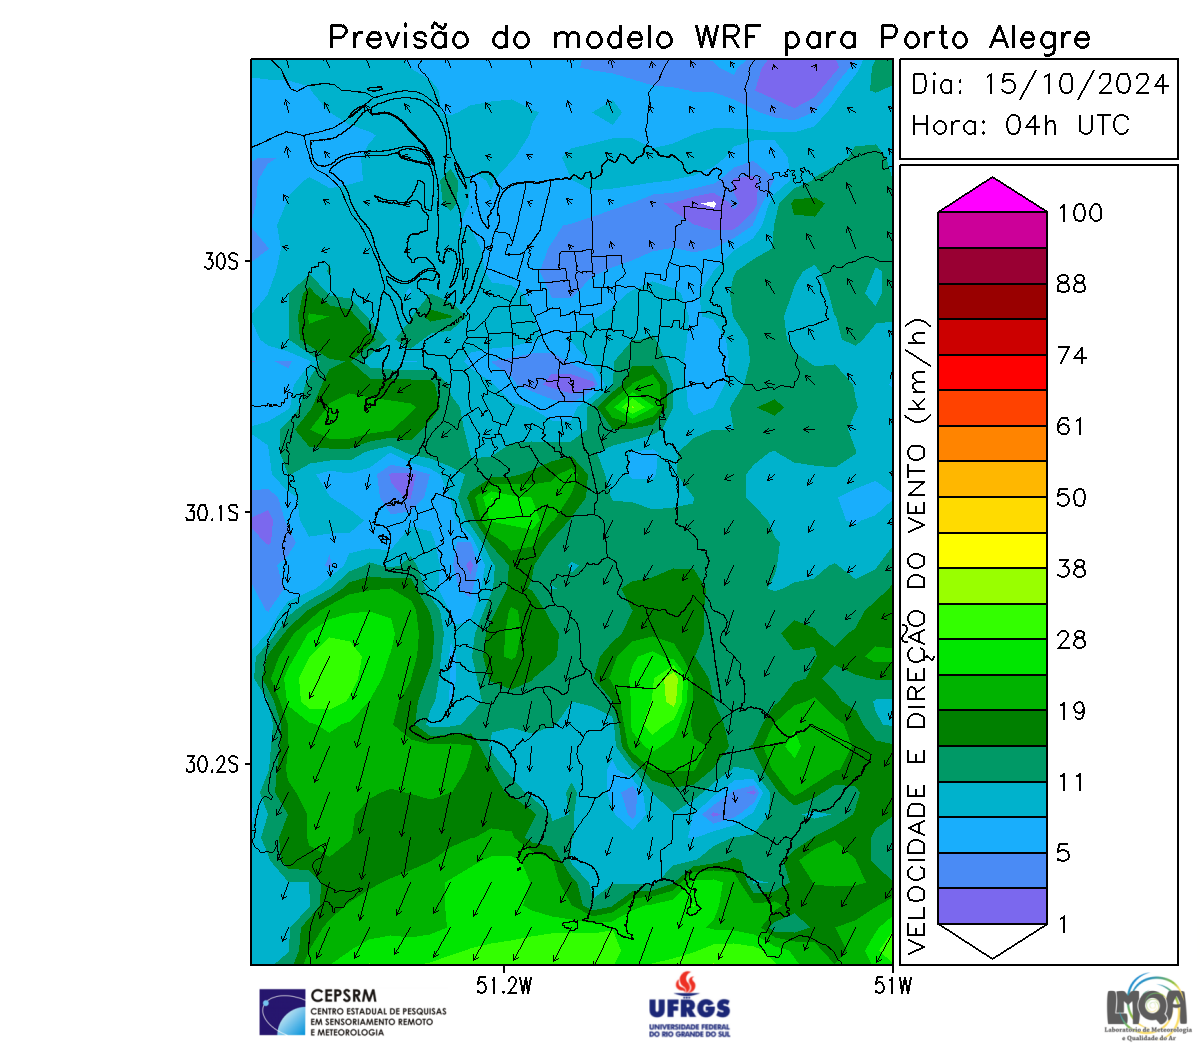 Previsão do modelo WRF para Porto Alegre
Dia: 15/10/2024
Hora: 04h UTC
30S
30.1S
30.2S
51.2W
51W
VELOCIDADE E DIREÇÃO DO VENTO (km/h)
100
88
74
61
50
38
28
19
11
5
1
CEPSRM
CENTRO ESTADUAL DE PESQUISAS
EM SENSORIAMENTO REMOTO
E METEOROLOGIA
UFRGS
UNIVERSIDADE FEDERAL
DO RIO GRANDE DO SUL
LMQA
Laboratório de Meteorologia
e Qualidade do Ar